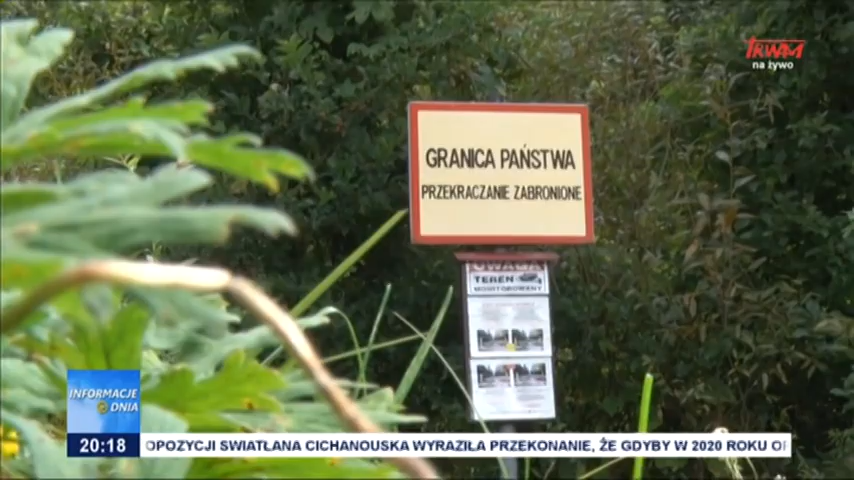 TRWAM
na żywo
GRANICA PAŃSTWA
PRZEKRACZANIE ZABRONIONE
UWAGA
TEREN
MONITOROWANY
INFORMACJE
DNIA
20:18
OPOZYCJI SWIATŁANA CICHANOUSKA WYRAZIŁA PRZEKONANIE, ŻE GDYBY W 2020 ROKU